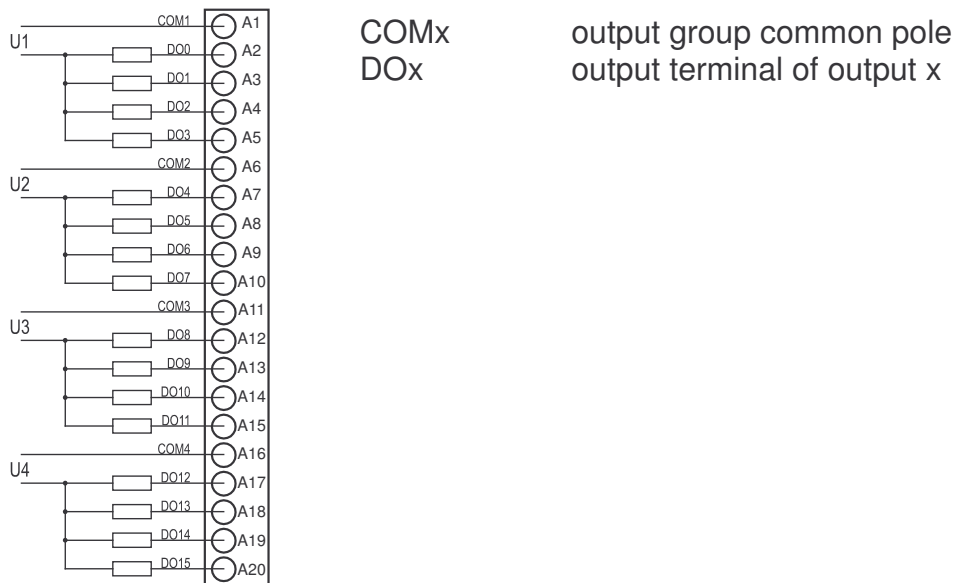 COM1 A1
U1
DO0 A2
DO1 A3
DO2 A4
DO3 A5
COM2 A6
U2
DO4 A7
DO5 A8
DO6 A9
DO7 A10
COM3 A11
U3
DO8 A12
DO9 A13
DO10 A14
DO11 A15
COM4 A16
U4
DO12 A17
DO13 A18
DO14 A19
DO15 A20
COMx output group common pole
DOx output terminal of output x